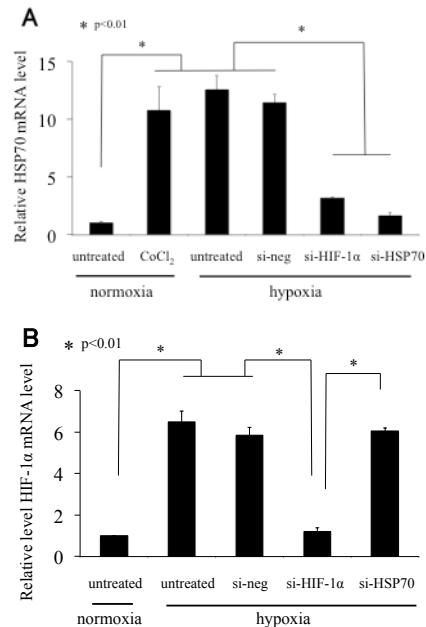 A
* p<0.01
*
*
Relative HSP70 mRNA level
15
10
5
0
untreated CoCl2 untreated si-neg si-HIF-1α si-HSP70
normoxia hypoxia
B
* p<0.01
*
*
*
Relative level HIF-1α mRNA level
8
6
4
2
0
untreated untreated si-neg si-HIF-1α si-HSP70
normoxia hypoxia